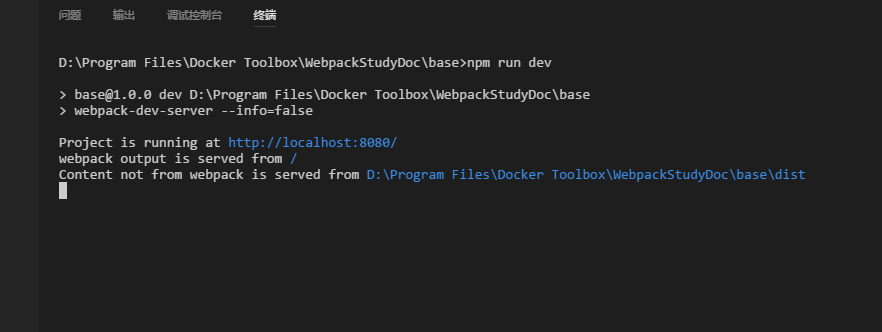 问题 输出 调试控制台 终端
D:\Program Files\Docker Toolbox\WebpackStudyDoc\base>npm run dev
> base@1.0.0 dev D:\Program Files\Docker Toolbox\WebpackStudyDoc\base
> webpack-dev-server --info=false
Project is running at http://localhost:8080/
webpack output is served from /
Content not from webpack is served from D:\Program Files\Docker Toolbox\WebpackStudyDoc\base\dist